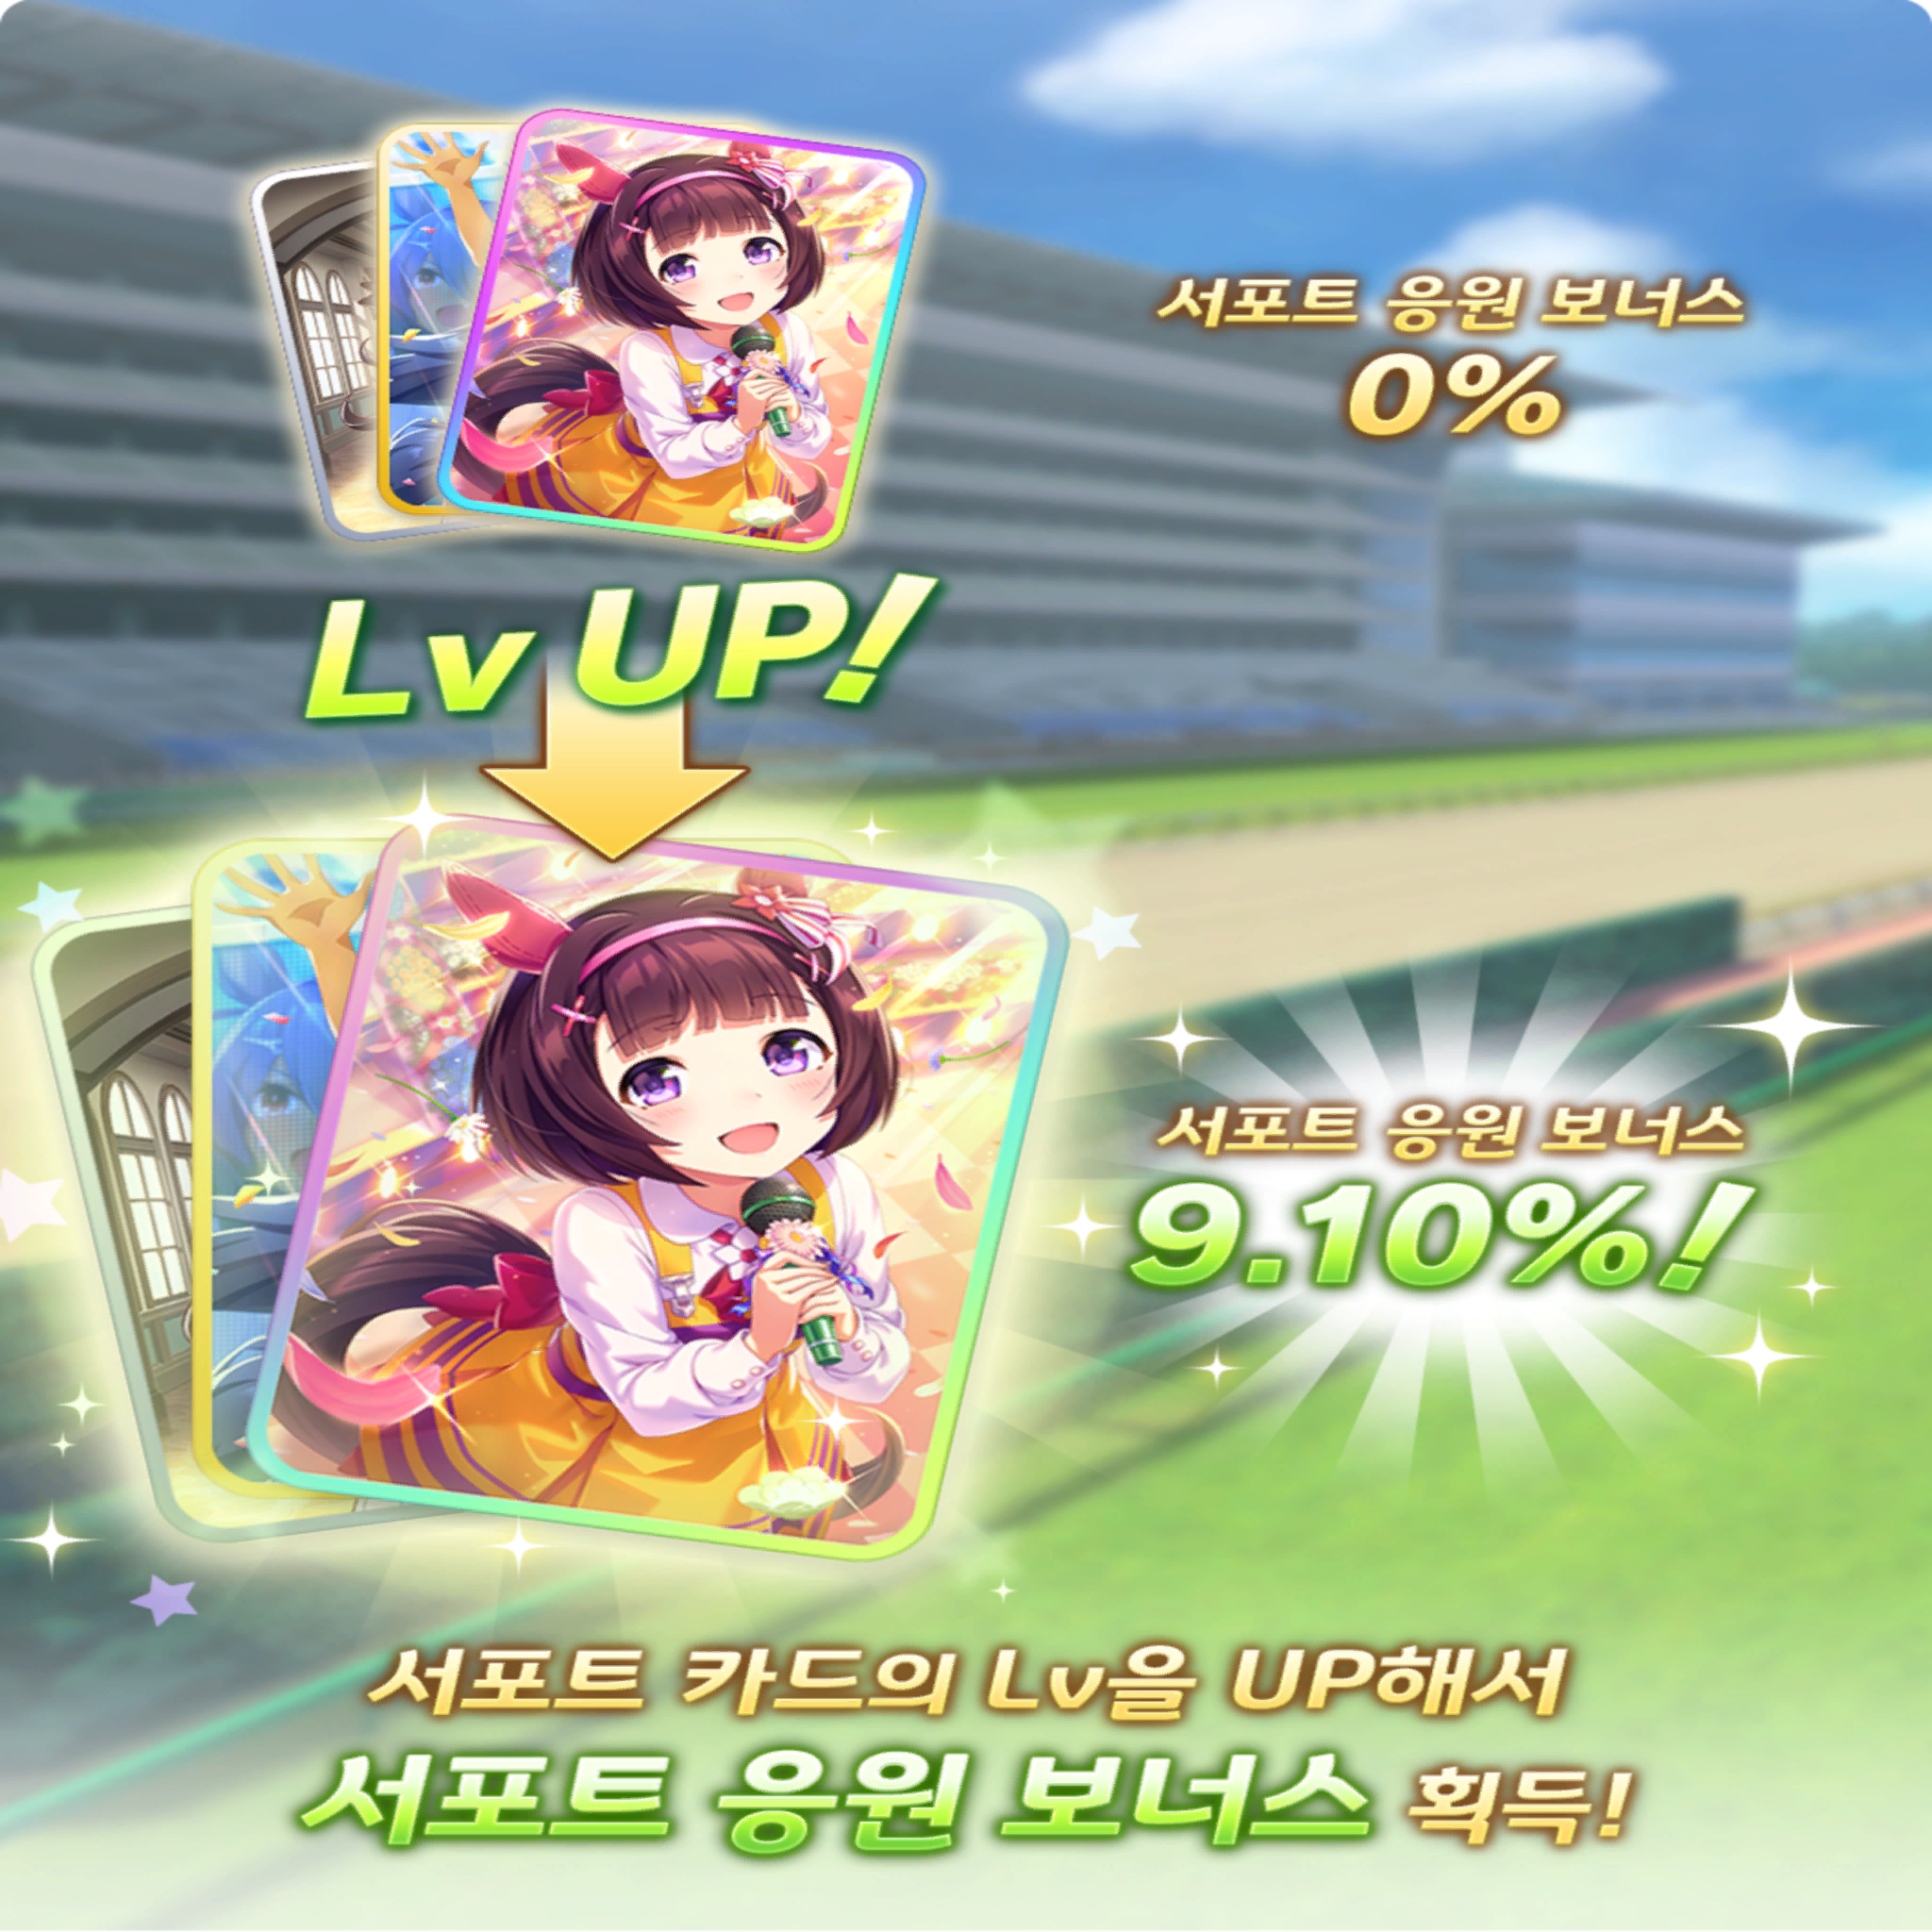 서포트 응원 보너스
0%
Lv UP!
서포트 응원 보너스
9.10%!
서포트 카드의 Lv을 UP해서
서포트 응원 보너스 획득!